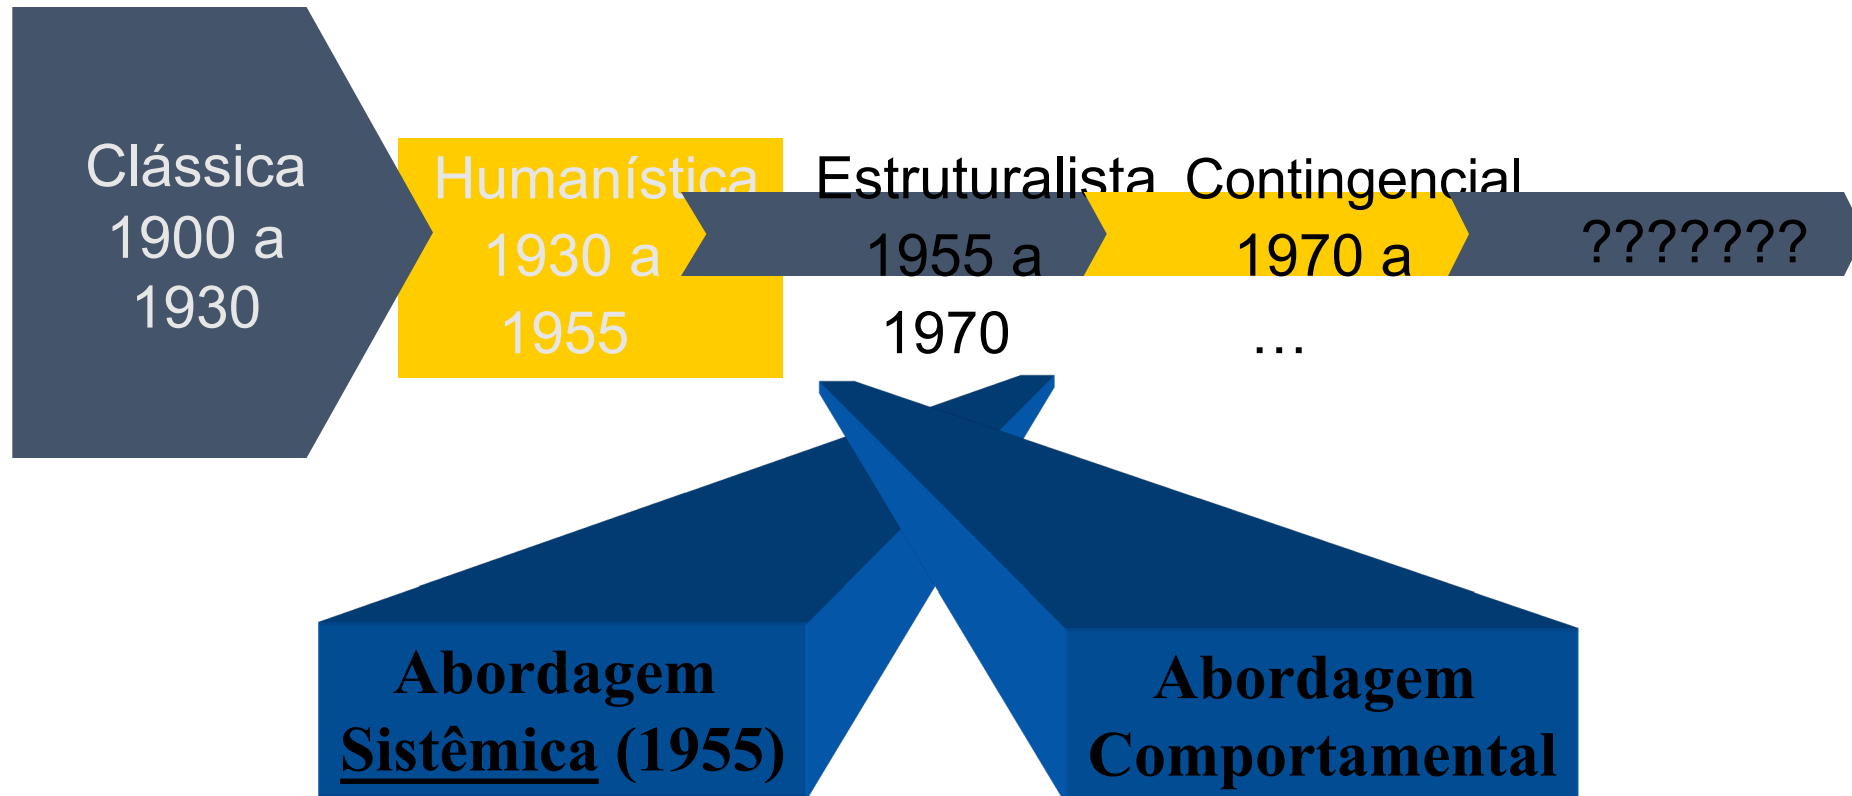 Clássica
1900 a
1930
Humanística
1930 a
1955
Estruturalista
1955 a
1970
Contingencial
1970 a
…
???????
Abordagem
Sistêmica (1955)
Abordagem
Comportamental